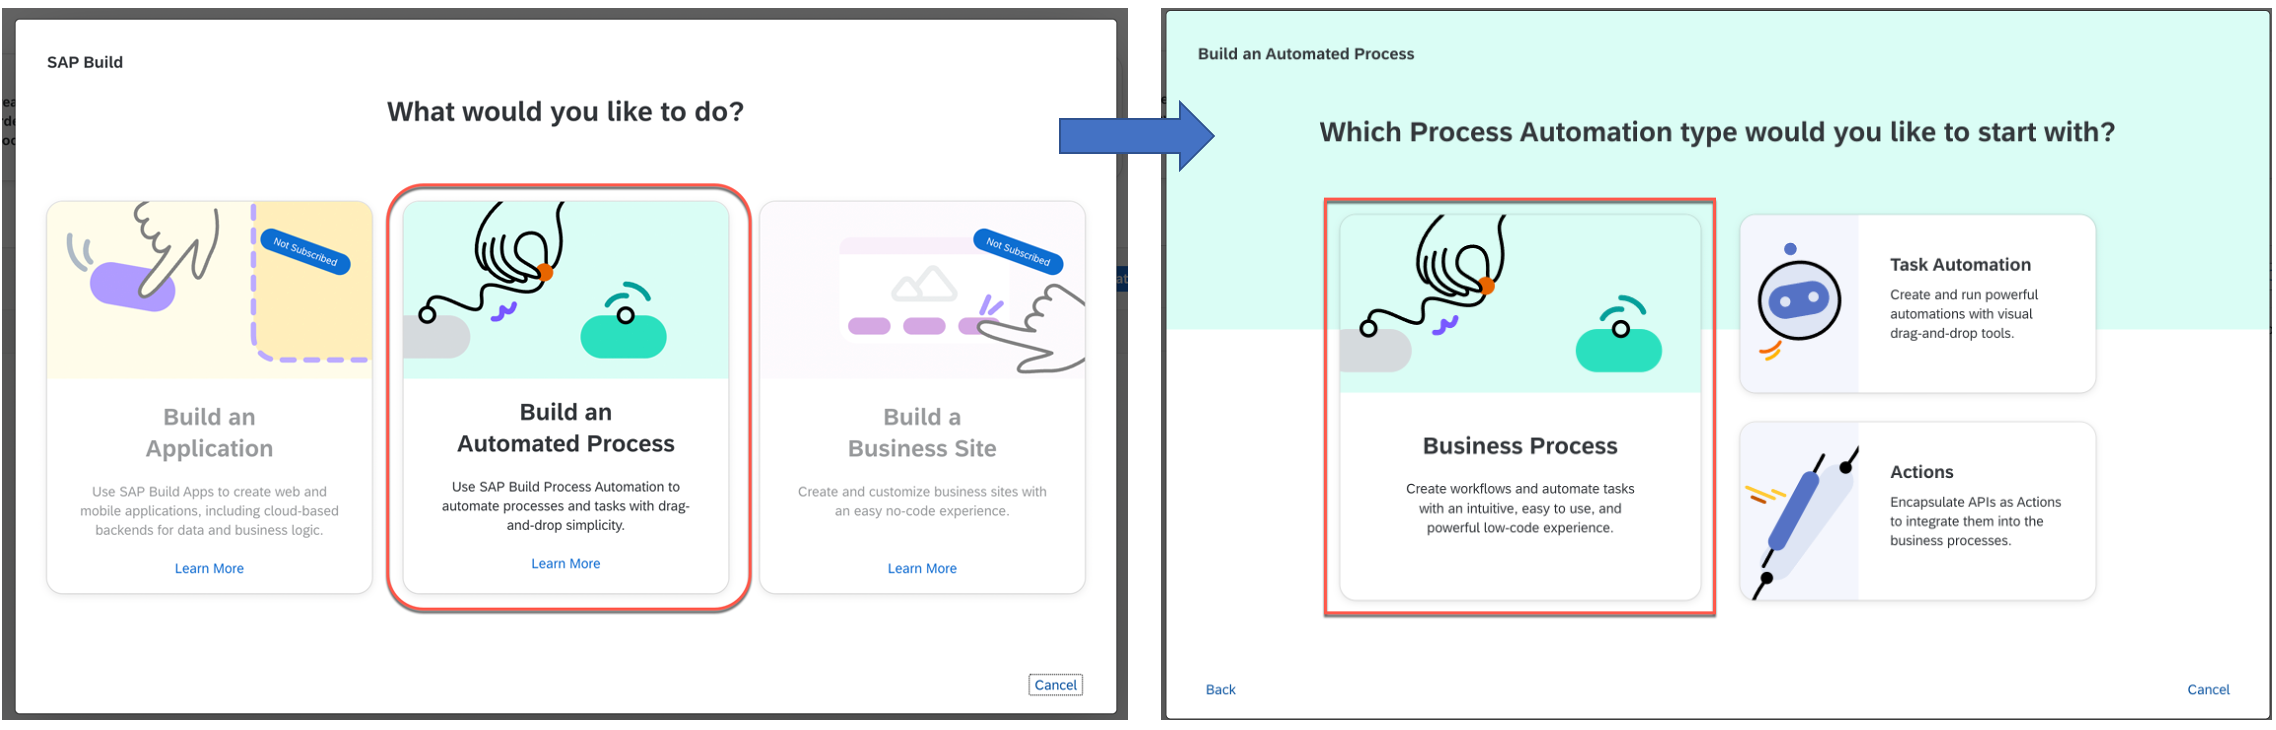 SAP Build
What would you like to do?
Not Subscribed
Build an
Application
Use SAP Build Apps to create web and
mobile applications, including cloud-based
backends for data and business logic.
Learn More
Build an
Automated Process
Use SAP Build Process Automation to
automate processes and tasks with drag-
and-drop simplicity.
Learn More
Not Subscribed
Build a
Business Site
Create and customize business sites with
an easy no-code experience.
Learn More
Cancel
Build an Automated Process
Which Process Automation type would you like to start with?
Business Process
Create workflows and automate tasks
with an intuitive, easy to use, and
powerful low-code experience.
Task Automation
Create and run powerful
automations with visual
drag-and-drop tools.
Actions
Encapsulate APIs as Actions
to integrate them into the
business processes.
Back
Cancel